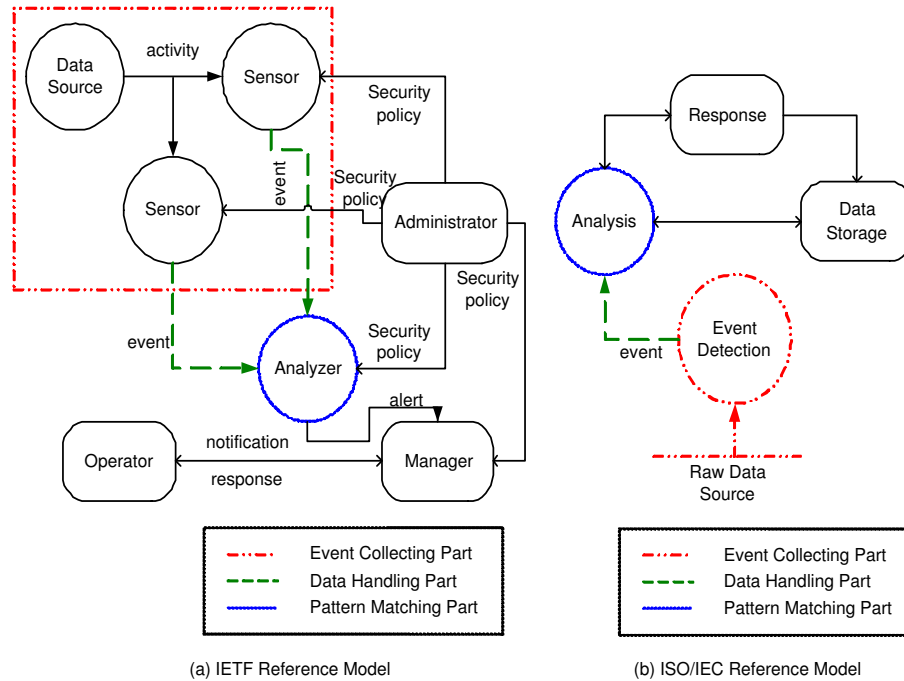 Data
Source
activity
Sensor
Security
policy
event
Sensor
Security
policy
Administrator
Security
policy
event
Security
policy
Analyzer
alert
notification
Operator
response
Manager
Event Collecting Part
Data Handling Part
Pattern Matching Part
(a) IETF Reference Model
Response
Analysis
Data
Storage
Event
Detection
event
Raw Data
Source
Event Collecting Part
Data Handling Part
Pattern Matching Part
(b) ISO/IEC Reference Model